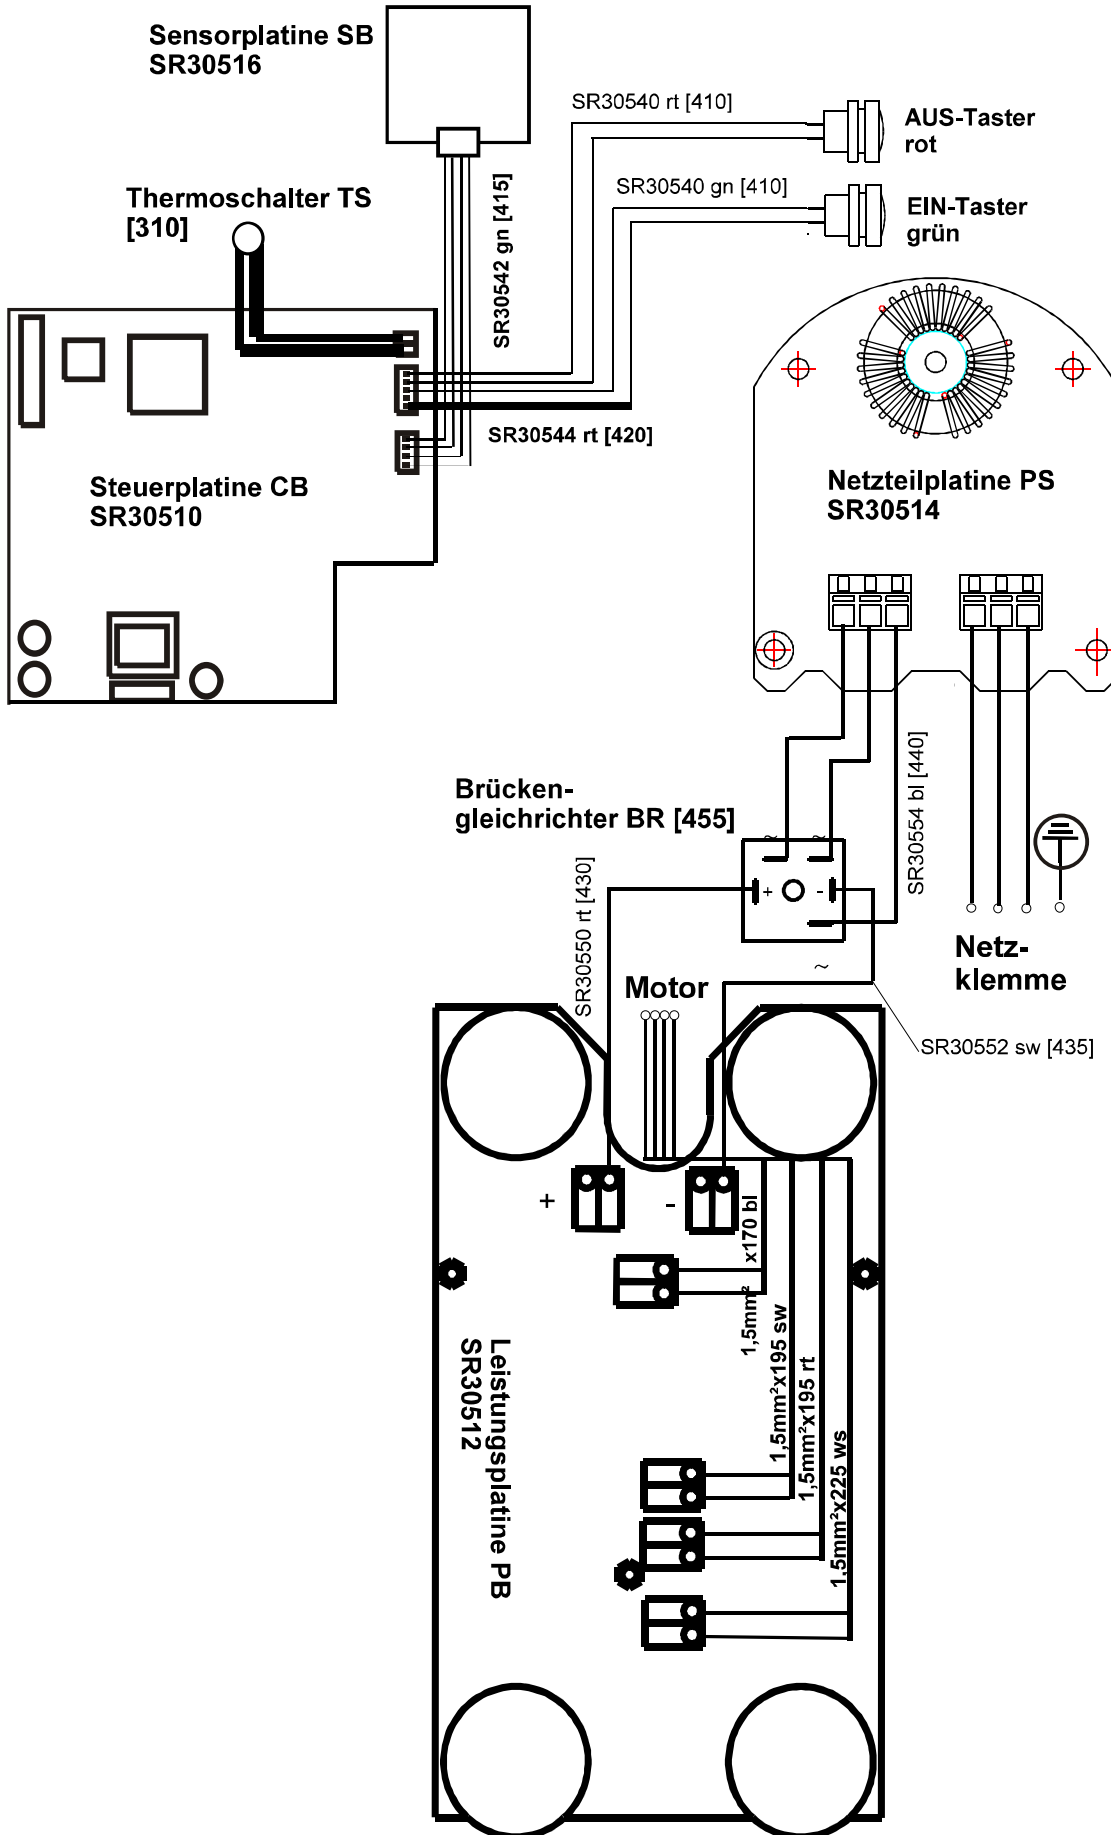 Sensorplatine SB
SR30516
SR30540 rt [410]
AUS-Taster
rot
Thermoschalter TS
[310]
SR30542 gn [415]
SR30540 gn [410]
EIN-Taster
grün
SR30544 rt [420]
Steuerplatine CB
SR30510
Netzteilplatine PS
SR30514
Brücken-
gleichrichter BR [455]
SR30554 bl [440]
~ ~
+ -
~
SR30550 rt [430]
Netz-
klemme
Motor
SR30552 sw [435]
+
-
1,5mm² x170 bl
1,5mm²x195 sw
1,5mm²x195 rt
1,5mm²x225 ws
Leistungsplatine PB
SR30512